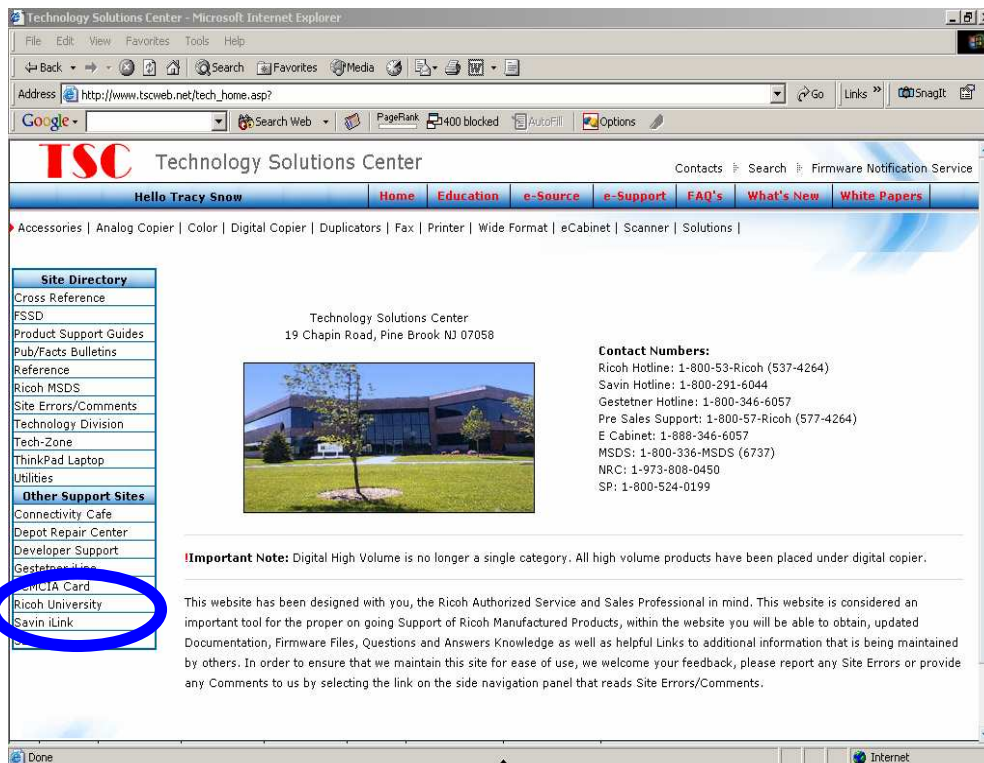 Technology Solutions Center - Microsoft Internet Explorer
File Edit View Favorites Tools Help
Back Search Favorites Media
Address http://www.tscweb.net/tech_home.asp? Go Links » SnagIt
Google Search Web PageRank 400 blocked AutoFill Options
TSC Technology Solutions Center
Contacts Search Firmware Notification Service
Hello Tracy Snow Home Education e-Source e-Support FAQ's What's New White Papers
Accessories | Analog Copier | Color | Digital Copier | Duplicators | Fax | Printer | Wide Format | eCabinet | Scanner | Solutions |
Site Directory
Cross Reference
FSSD
Product Support Guides
Pub/Facts Bulletins
Reference
Ricoh MSDS
Site Errors/Comments
Technology Division
Tech-Zone
ThinkPad Laptop
Utilities
Other Support Sites
Connectivity Cafe
Depot Repair Center
Developer Support
Gestetner iLine
Card
Ricoh University
Savin iLink
Technology Solutions Center
19 Chapin Road, Pine Brook NJ 07058
Contact Numbers:
Ricoh Hotline: 1-800-53-Ricoh (537-4264)
Savin Hotline: 1-800-291-6044
Gestetner Hotline: 1-800-346-6057
Pre Sales Support: 1-800-57-Ricoh (577-4264)
E Cabinet: 1-888-346-6057
MSDS: 1-800-336-MSDS (6737)
NRC: 1-973-808-0450
SP: 1-800-524-0199
!Important Note: Digital High Volume is no longer a single category. All high volume products have been placed under digital copier.
This website has been designed with you, the Ricoh Authorized Service and Sales Professional in mind. This website is considered an
important tool for the proper on going Support of Ricoh Manufactured Products, within the website you will be able to obtain, updated
Documentation, Firmware Files, Questions and Answers Knowledge as well as helpful Links to additional information that is being maintained
by others. In order to ensure that we maintain this site for ease of use, we welcome your feedback, please report any Site Errors or provide
any Comments to us by selecting the link on the side navigation panel that reads Site Errors/Comments.
Done Internet